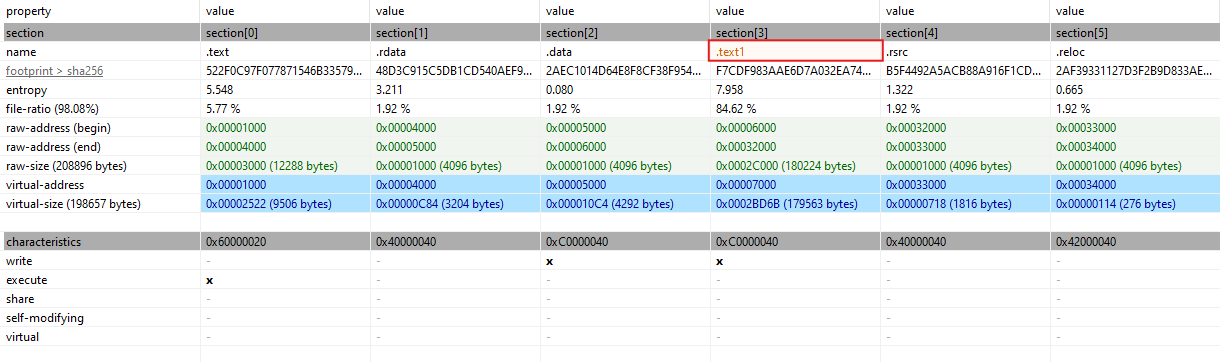 property value value value value value value
section section[0] section[1] section[2] section[3] section[4] section[5]
name .text .rdata .data .text1 .rsrc .reloc
footprint > sha256 522F0C97F077871546B33579... 48D3C915C5DB1CD540AEF9... 2AEC1014D64E8F8CF38F954... F7CDF983AAE6D7A032EA74... B5F4492A5ACB88A916F1CD... 2AF39331127D3F2B9D833AE...
entropy 5.548 3.211 0.080 7.958 1.322 0.665
file-ratio (98.08%) 5.77 % 1.92 % 1.92 % 84.62 % 1.92 % 1.92 %
raw-address (begin) 0x00001000 0x00004000 0x00005000 0x00006000 0x00032000 0x00033000
raw-address (end) 0x00004000 0x00005000 0x00006000 0x00032000 0x00033000 0x00034000
raw-size (208896 bytes) 0x00003000 (12288 bytes) 0x00001000 (4096 bytes) 0x00001000 (4096 bytes) 0x0002C000 (180224 bytes) 0x00001000 (4096 bytes) 0x00001000 (4096 bytes)
virtual-address 0x00001000 0x00004000 0x00005000 0x00007000 0x00033000 0x00034000
virtual-size (198657 bytes) 0x00002522 (9506 bytes) 0x00000C84 (3204 bytes) 0x000010C4 (4292 bytes) 0x0002BD6B (179563 bytes) 0x00000718 (1816 bytes) 0x00000114 (276 bytes)
characteristics 0x60000020 0x40000040 0xC0000040 0xC0000040 0x40000040 0x42000040
write - - x x - -
execute x - - - - -
share - - - - - -
self-modifying - - - - - -
virtual - - - - - -